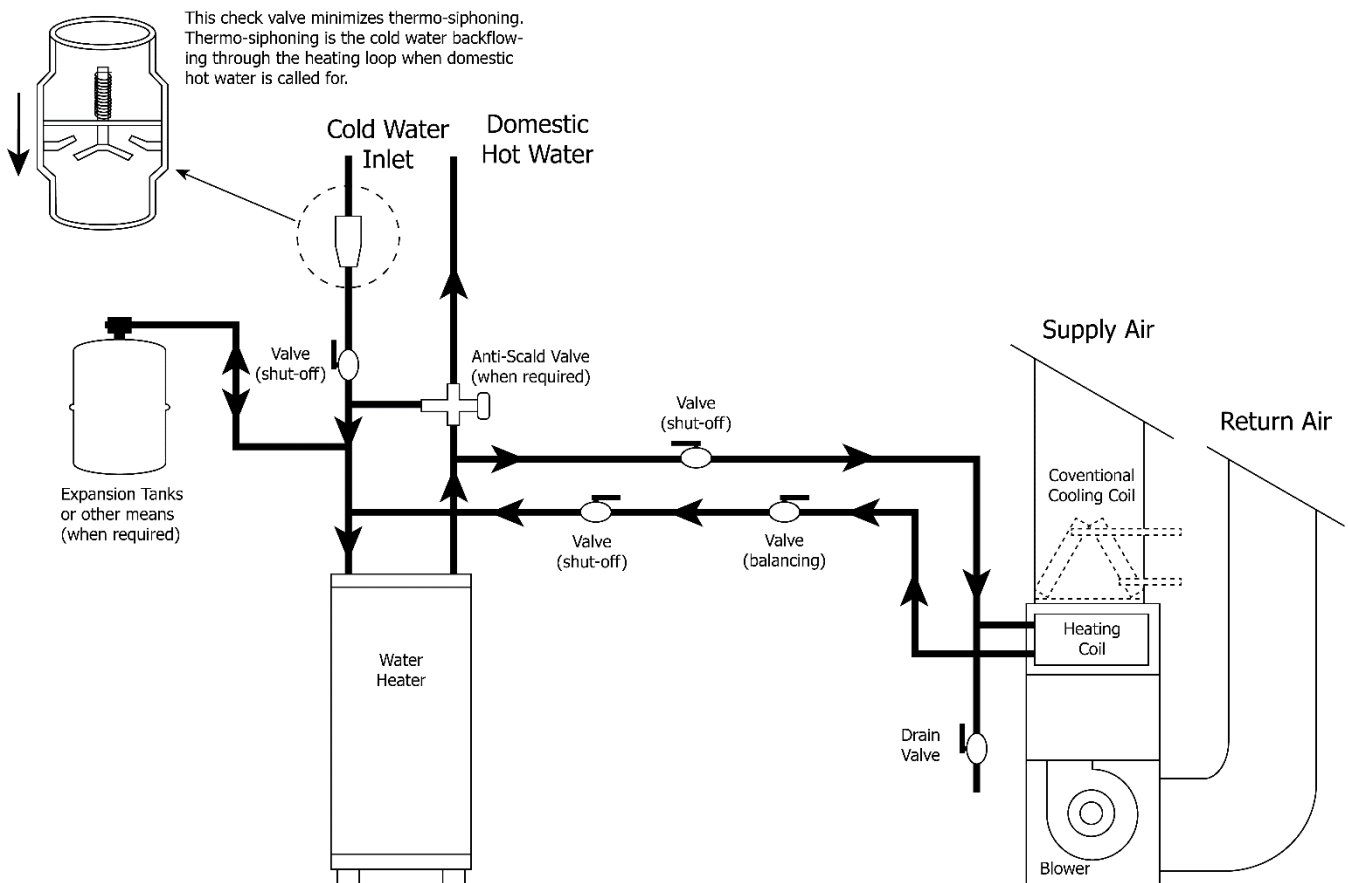 This check valve minimizes thermo-siphoning.
Thermo-siphoning is the cold water backflow-
ing through the heating loop when domestic
hot water is called for.
Cold Water
Inlet
Domestic
Hot Water
Valve
(shut-off)
Anti-Scald Valve
(when required)
Expansion Tanks
or other means
(when required)
Valve
(shut-off)
Valve
(shut-off)
Valve
(balancing)
Supply Air
Return Air
Coventional
Cooling Coil
Heating
Coil
Water
Heater
Drain
Valve
Blower